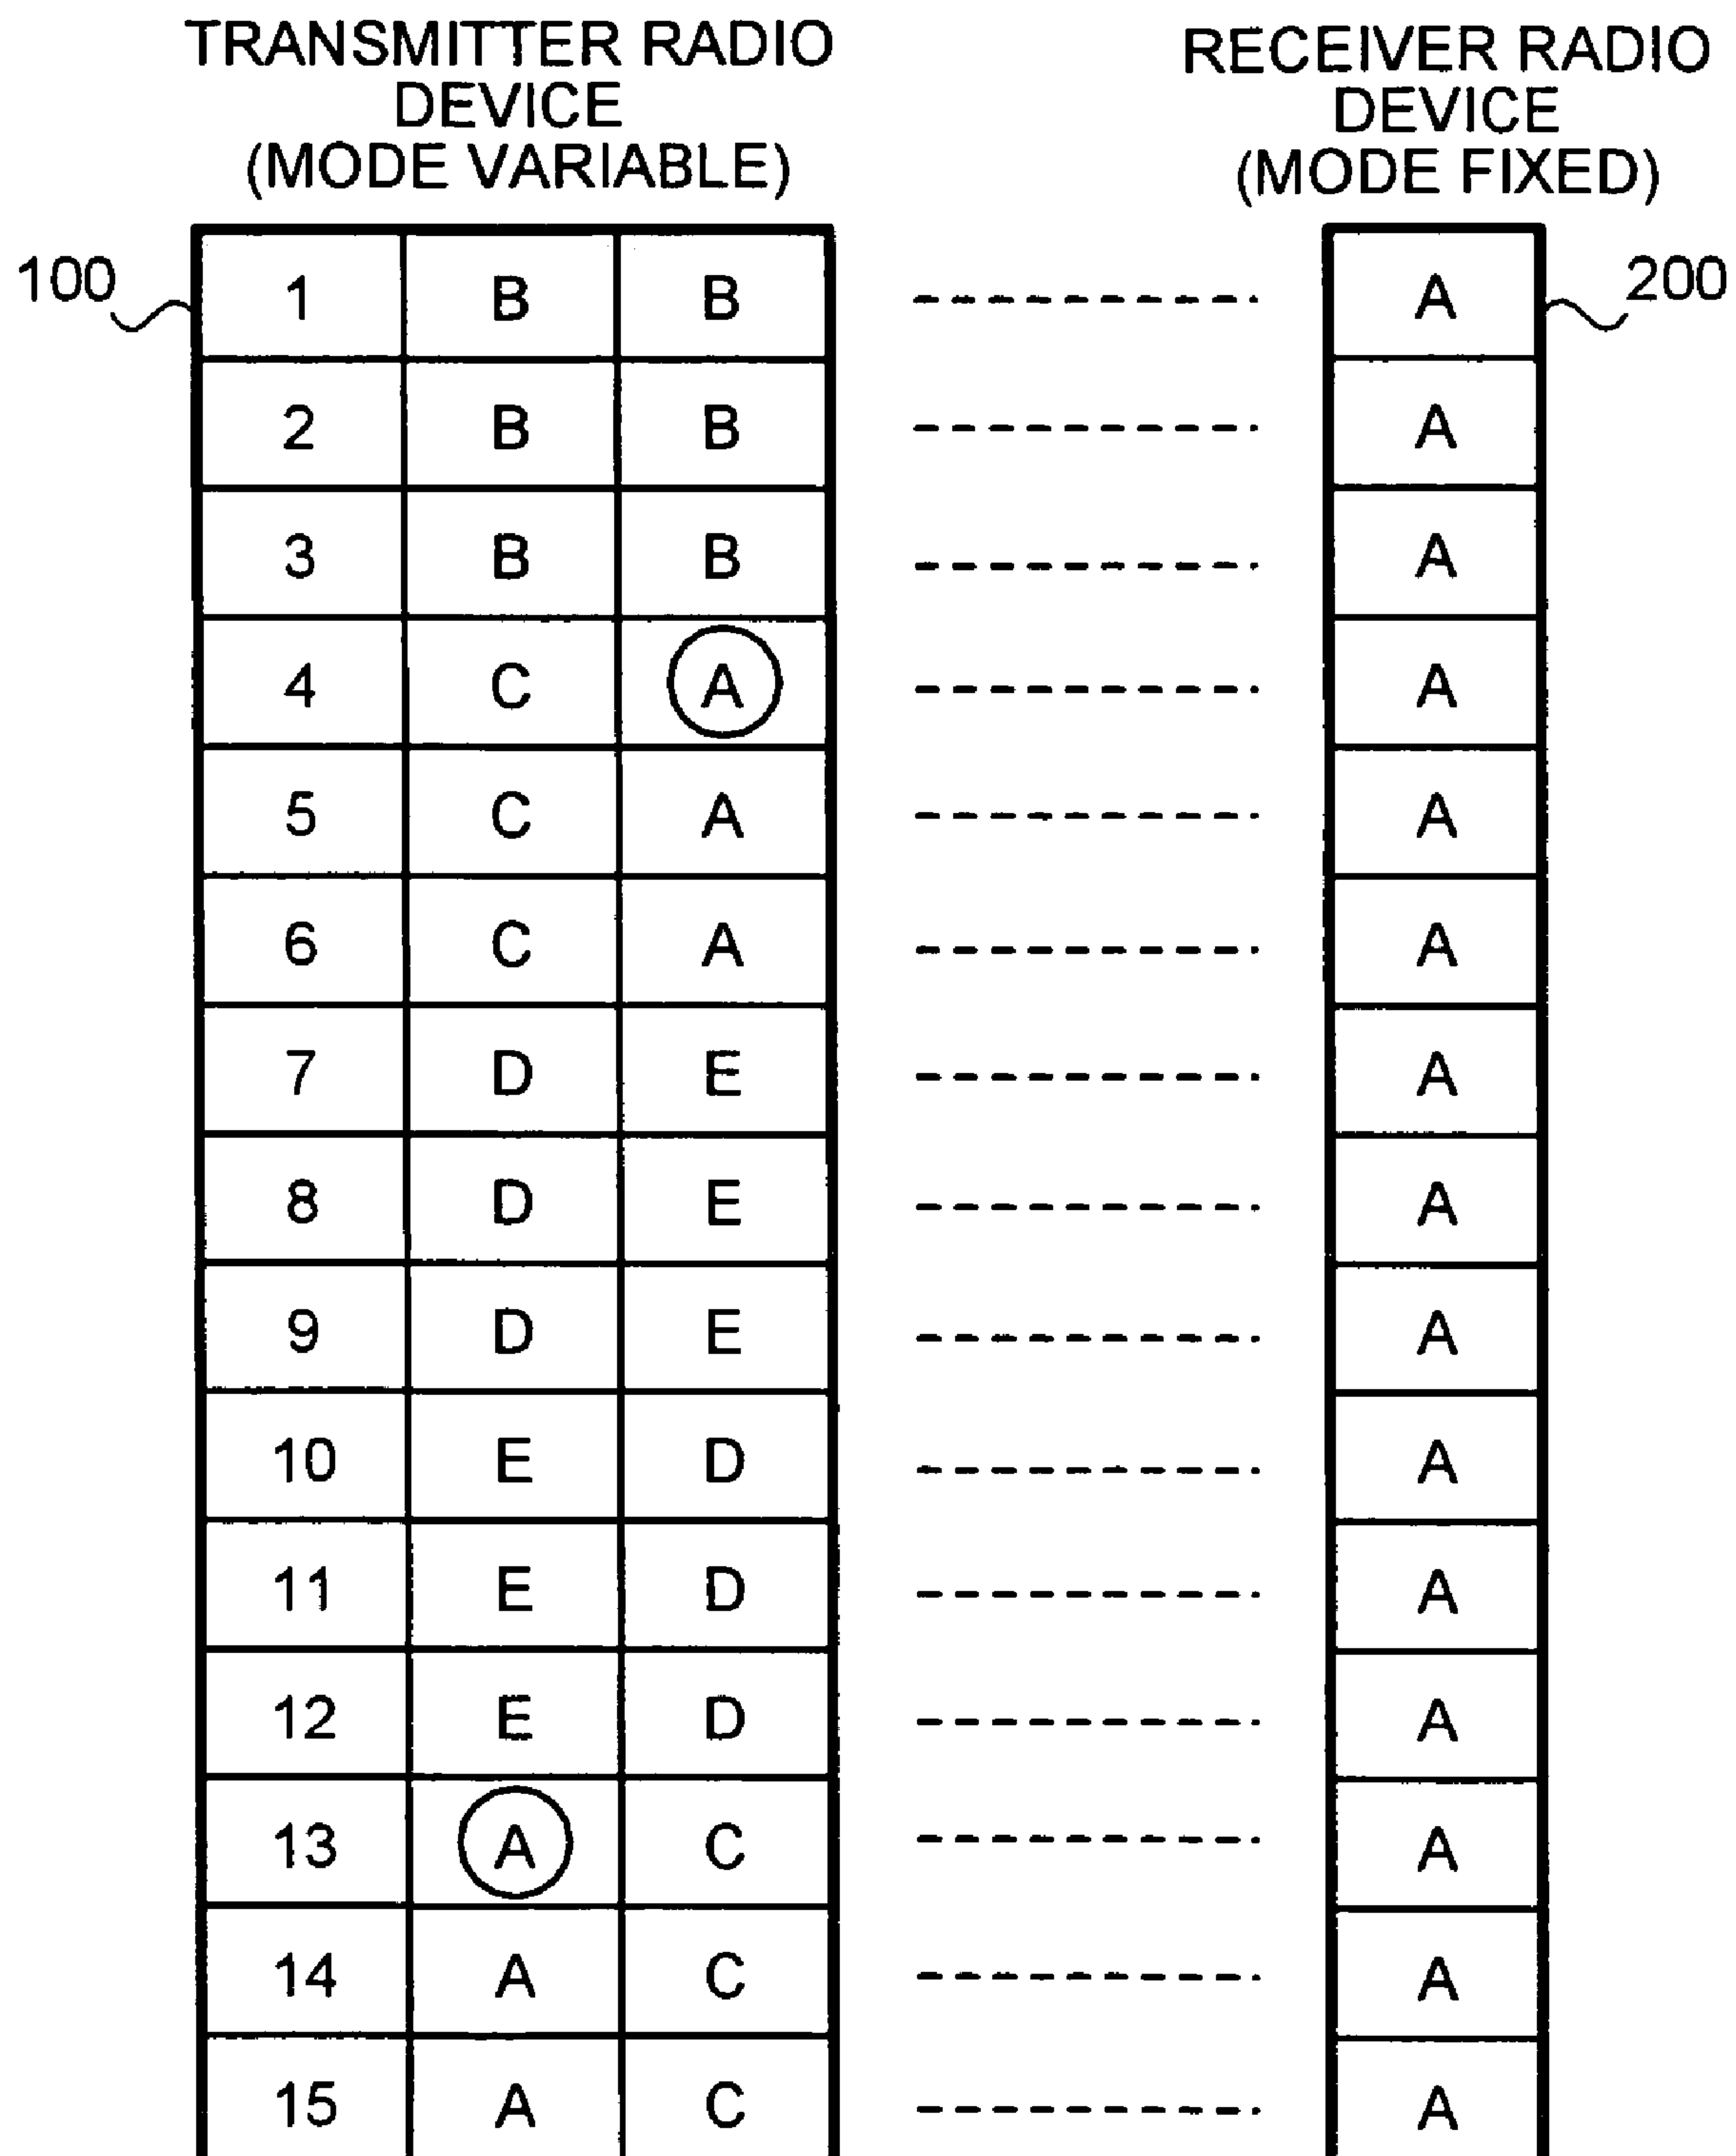 TRANSMITTER RADIO
DEVICE
(MODE VARIABLE)
RECEIVER RADIO
DEVICE
(MODE FIXED)
100
200
1 B B A
2 B B A
3 B B A
4 C A A
5 C A A
6 C A A
7 D E A
8 D E A
9 D E A
10 E D A
11 E D A
12 E D A
13 A C A
14 A C A
15 A C A